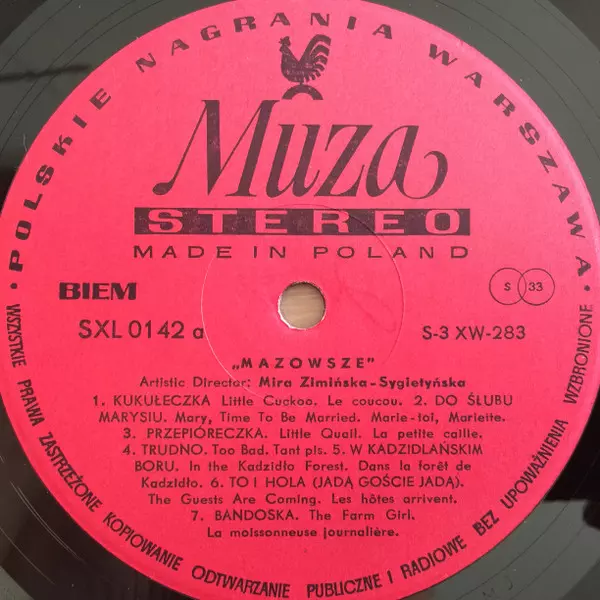 • POLSKIE NAGRANIA WARSZAWA •
Muza
STEREO
MADE IN POLAND
BIEM
S 33
SXL 0142 a
S-3 XW-283
„MAZOWSZE"
Artistic Director: Mira Zimińska-Sygietyńska
1. KUKUŁECZKA Little Cuckoo. Le coucou. 2. DO ŚLUBU
MARYSIU. Mary, Time To Be Married. Marie-toi, Mariette.
3. PRZEPIÓRECZKA. Little Quail. La petite caille.
4. TRUDNO. Too Bad. Tant pis. 5. W KADZIDLAŃSKIM
BORU. In the Kadzidło Forest. Dans la forêt de
Kadzidło. 6. TO I HOLA (JADĄ GOŚCIE JADĄ).
The Guests Are Coming. Les hôtes arrivent.
7. BANDOSKA. The Farm Girl.
La moissonneuse journalière.
WSZYSTKIE PRAWA ZASTRZEŻONE KOPIOWANIE ODTWARZANIE PUBLICZNE I RADIOWE BEZ UPOWAŻNIENIA WZBRONIONE